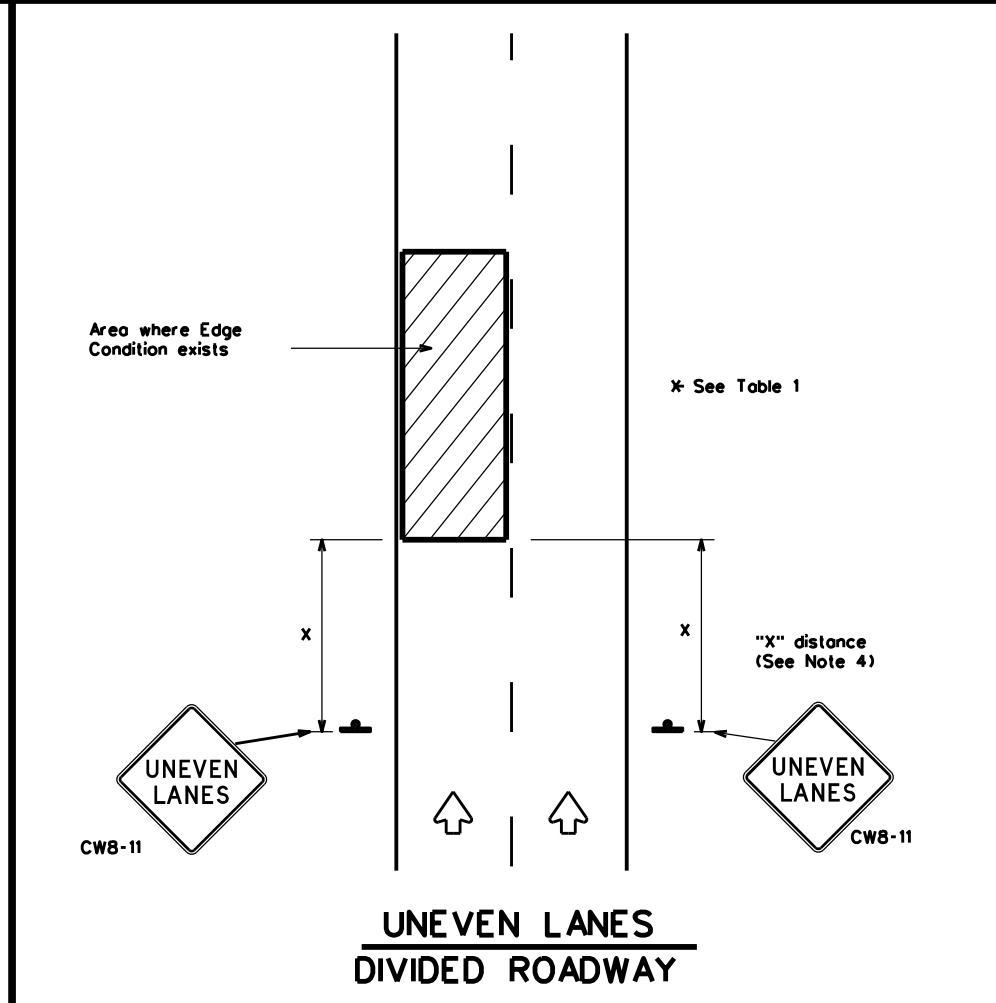 Area where Edge
Condition exists
X- See Table 1
X
X
"X" distance
(See Note 4)
UNEVEN
LANES
CW8-11
UNEVEN
LANES
CW8-11
UNEVEN LANES
DIVIDED ROADWAY